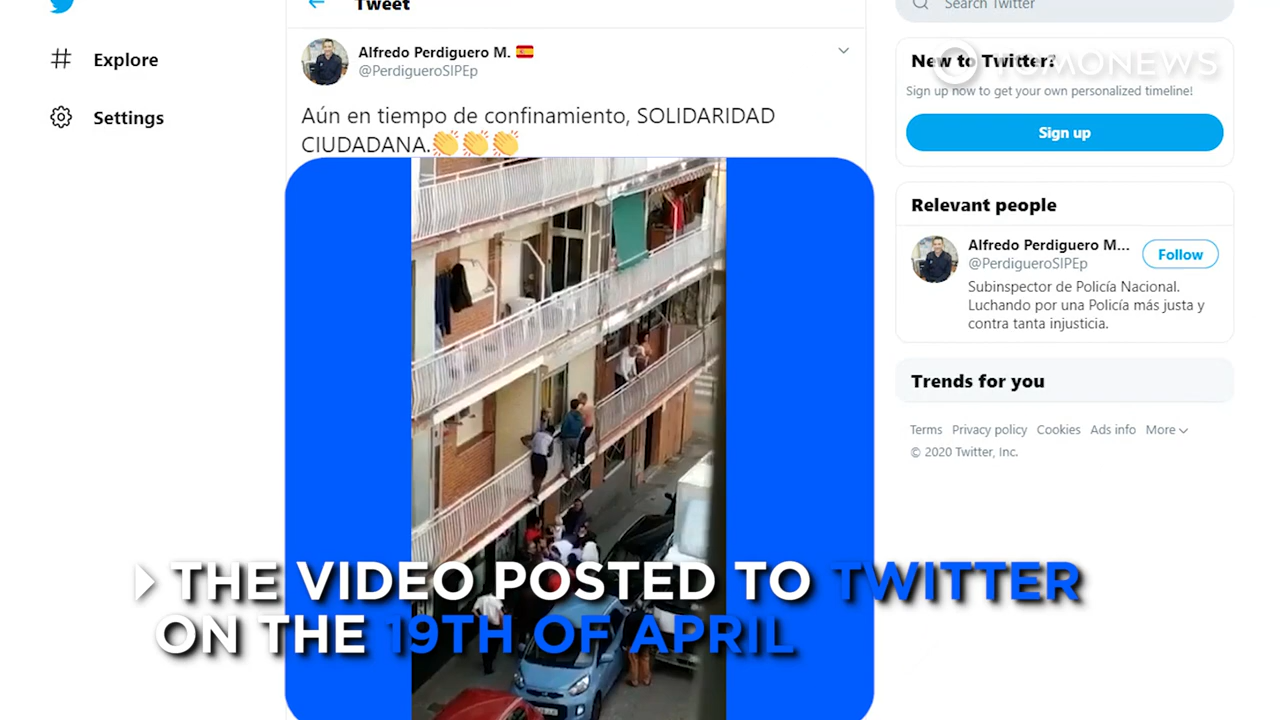 Tweet
Search Twitter
Explore
Settings
Alfredo Perdiguero M.
@PerdigueroSIPEp
Aún en tiempo de confinamiento, SOLIDARIDAD
CIUDADANA.👏👏👏
New to Twitter?
TOMONEWS
Sign up now to get your own personalized timeline!
Sign up
Relevant people
Alfredo Perdiguero M...
@PerdigueroSIPEp
Follow
Subinspector de Policía Nacional.
Luchando por una Policía más justa y
contra tanta injusticia.
Trends for you
Terms Privacy policy Cookies Ads info More
© 2020 Twitter, Inc.
THE VIDEO POSTED TO TWITTER
ON THE 19TH OF APRIL